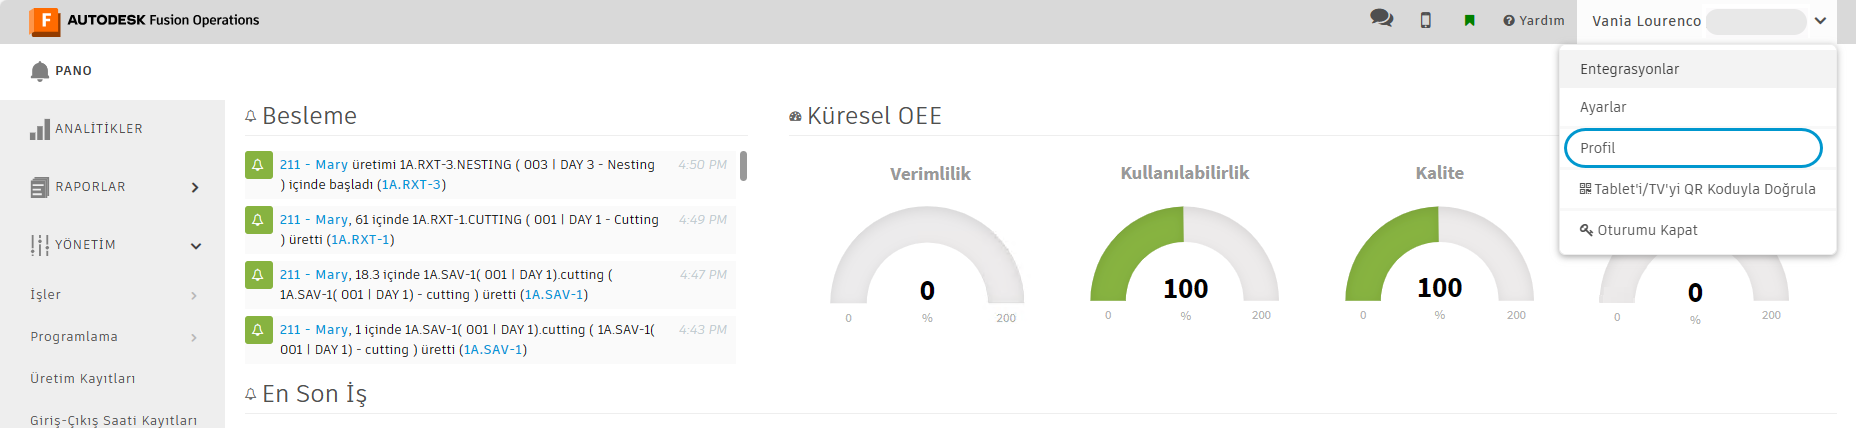 AUTODESK Fusion Operations
Yardım
Vania Lourenco
PANO
Entegrasyonlar
Ayarlar
Profil
Tablet'i/TV'yi QR Koduyla Doğrula
Oturumu Kapat
ANALİTİKLER
RAPORLAR
YÖNETİM
İşler
Programlama
Üretim Kayıtları
Giriş-Çıkış Saati Kayıtları
Besleme
211 - Mary üretimi 1A.RXT-3.NESTING ( 003 | DAY 3 - Nesting
) içinde başladı (1A.RXT-3)
4:50 PM
211 - Mary, 61 içinde 1A.RXT-1.CUTTING ( 001 | DAY 1 - Cutting
) üretti (1A.RXT-1)
4:49 PM
211 - Mary, 18.3 içinde 1A.SAV-1( 001 | DAY 1).cutting (
1A.SAV-1( 001 | DAY 1) - cutting ) üretti (1A.SAV-1)
4:47 PM
211 - Mary, 1 içinde 1A.SAV-1( 001 | DAY 1).cutting ( 1A.SAV-1(
001 | DAY 1) - cutting ) üretti (1A.SAV-1)
4:43 PM
En Son İş
Küresel OEE
Verimlilik
0
0 % 200
Kullanılabilirlik
100
0 % 200
Kalite
100
0 % 200
0
0 % 200